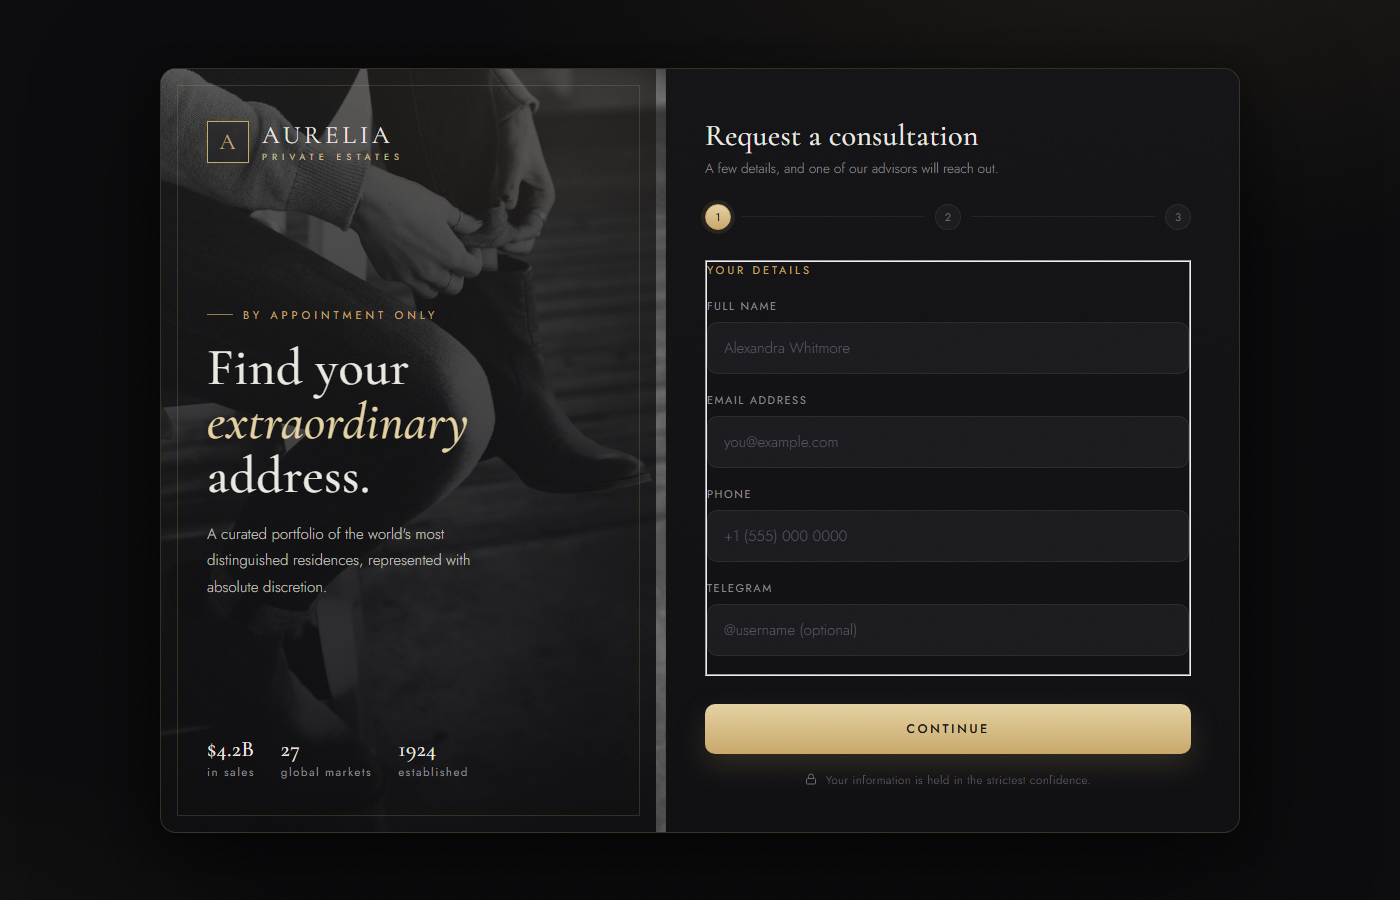 A
AURELIA
PRIVATE ESTATES
BY APPOINTMENT ONLY
Find your
extraordinary
address.
A curated portfolio of the world's most
distinguished residences, represented with
absolute discretion.
$4.2B
in sales
27
global markets
1924
established
Request a consultation
A few details, and one of our advisors will reach out.
1
2
3
YOUR DETAILS
FULL NAME
Alexandra Whitmore
EMAIL ADDRESS
you@example.com
PHONE
+1 (555) 000 0000
TELEGRAM
@username (optional)
CONTINUE
Your information is held in the strictest confidence.